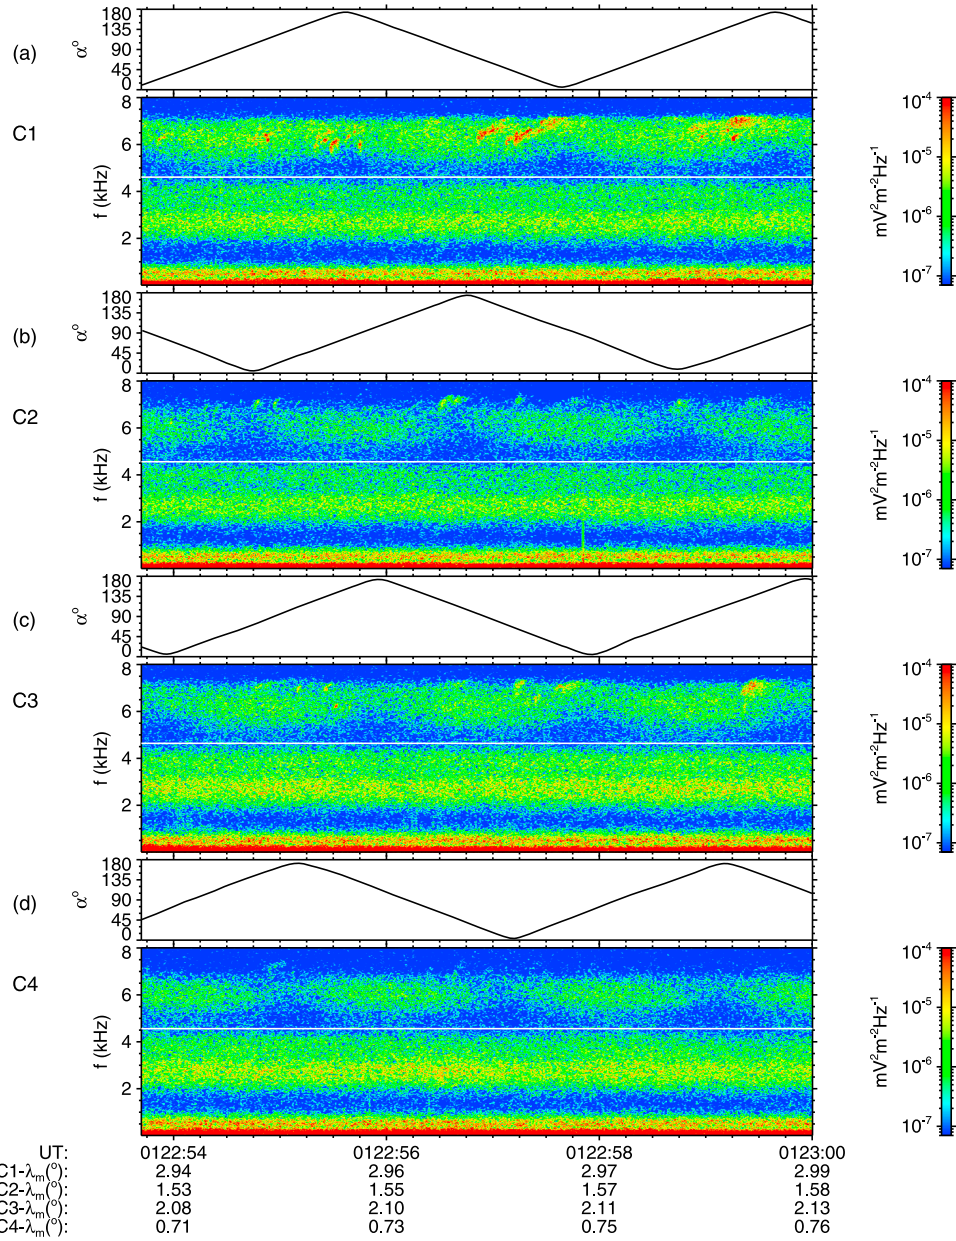 180
135
90
45
0
(a)
α°
8
6
4
2
C1
f (kHz)
10⁻⁴
10⁻⁵
10⁻⁶
10⁻⁷
mV²m⁻²Hz⁻¹
180
135
90
45
0
(b)
α°
8
6
4
2
C2
f (kHz)
10⁻⁴
10⁻⁵
10⁻⁶
10⁻⁷
mV²m⁻²Hz⁻¹
180
135
90
45
0
(c)
α°
8
6
4
2
C3
f (kHz)
10⁻⁴
10⁻⁵
10⁻⁶
10⁻⁷
mV²m⁻²Hz⁻¹
180
135
90
45
0
(d)
α°
8
6
4
2
C4
f (kHz)
10⁻⁴
10⁻⁵
10⁻⁶
10⁻⁷
mV²m⁻²Hz⁻¹
UT: 0122:54 0122:56 0122:58 0123:00
C1-λₘ(°): 2.94 2.96 2.97 2.99
C2-λₘ(°): 1.53 1.55 1.57 1.58
C3-λₘ(°): 2.08 2.10 2.11 2.13
C4-λₘ(°): 0.71 0.73 0.75 0.76